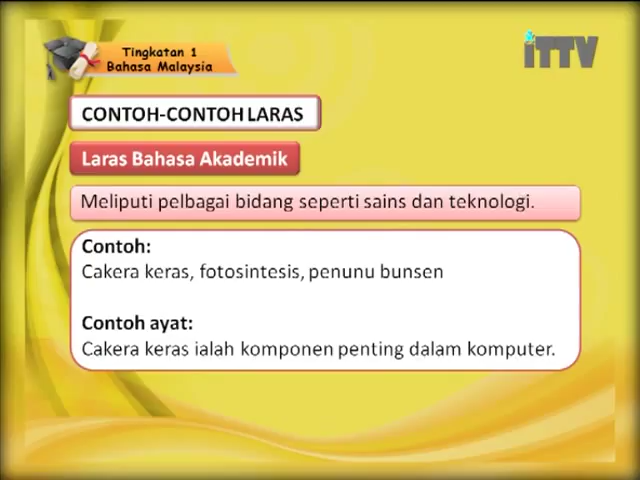 Tingkatan 1
Bahasa Malaysia
iTTV
CONTOH-CONTOH LARAS
Laras Bahasa Akademik
Meliputi pelbagai bidang seperti sains dan teknologi.
Contoh:
Cakera keras, fotosintesis, penunu bunsen
Contoh ayat:
Cakera keras ialah komponen penting dalam komputer.